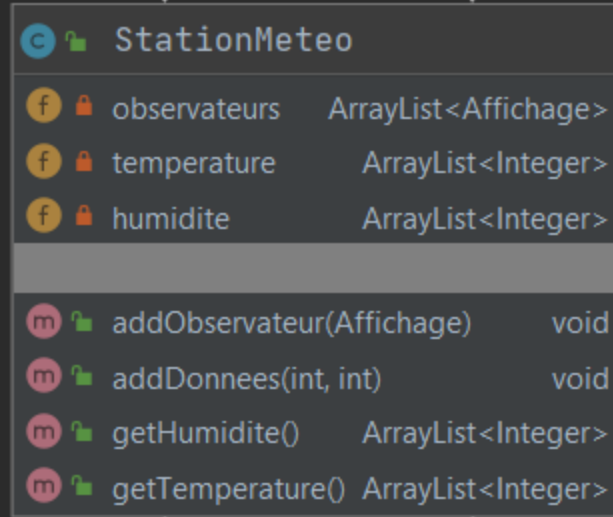 C StationMeteo
f observateurs ArrayList<Affichage>
f temperature ArrayList<Integer>
f humidite ArrayList<Integer>
m addObservateur(Affichage) void
m addDonnees(int, int) void
m getHumidite() ArrayList<Integer>
m getTemperature() ArrayList<Integer>